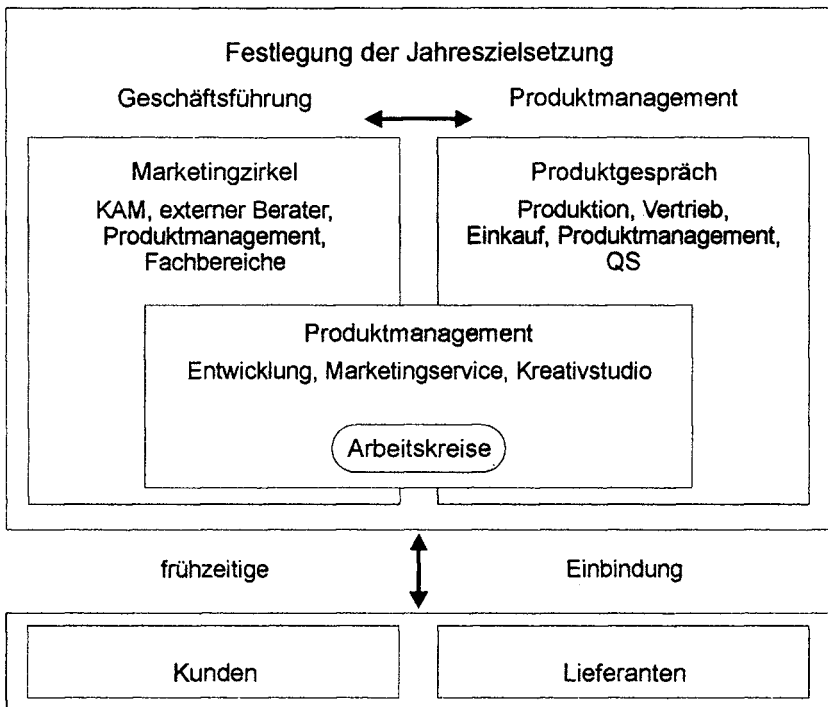 Festlegung der Jahreszielsetzung
Geschäftsführung
Produktmanagement
Marketingzirkel
KAM, externer Berater,
Produktmanagement,
Fachbereiche
Produktgespräch
Produktion, Vertrieb,
Einkauf, Produktmanagement,
QS
Produktmanagement
Entwicklung, Marketingservice, Kreativstudio
Arbeitskreise
frühzeitige Einbindung
Kunden
Lieferanten